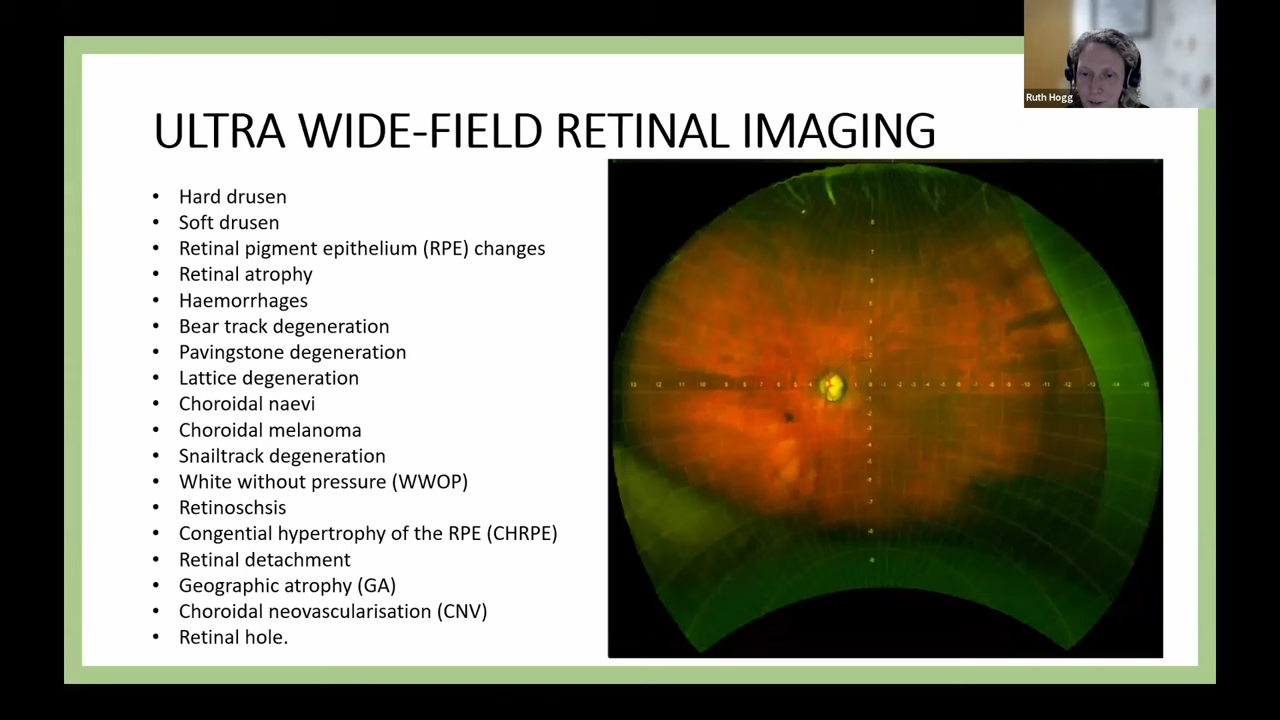 Ruth Hogg
ULTRA WIDE-FIELD RETINAL IMAGING
• Hard drusen
• Soft drusen
• Retinal pigment epithelium (RPE) changes
• Retinal atrophy
• Haemorrhages
• Bear track degeneration
• Pavingstone degeneration
• Lattice degeneration
• Choroidal naevi
• Choroidal melanoma
• Snailtrack degeneration
• White without pressure (WWOP)
• Retinoschsis
• Congential hypertrophy of the RPE (CHRPE)
• Retinal detachment
• Geographic atrophy (GA)
• Choroidal neovascularisation (CNV)
• Retinal hole.